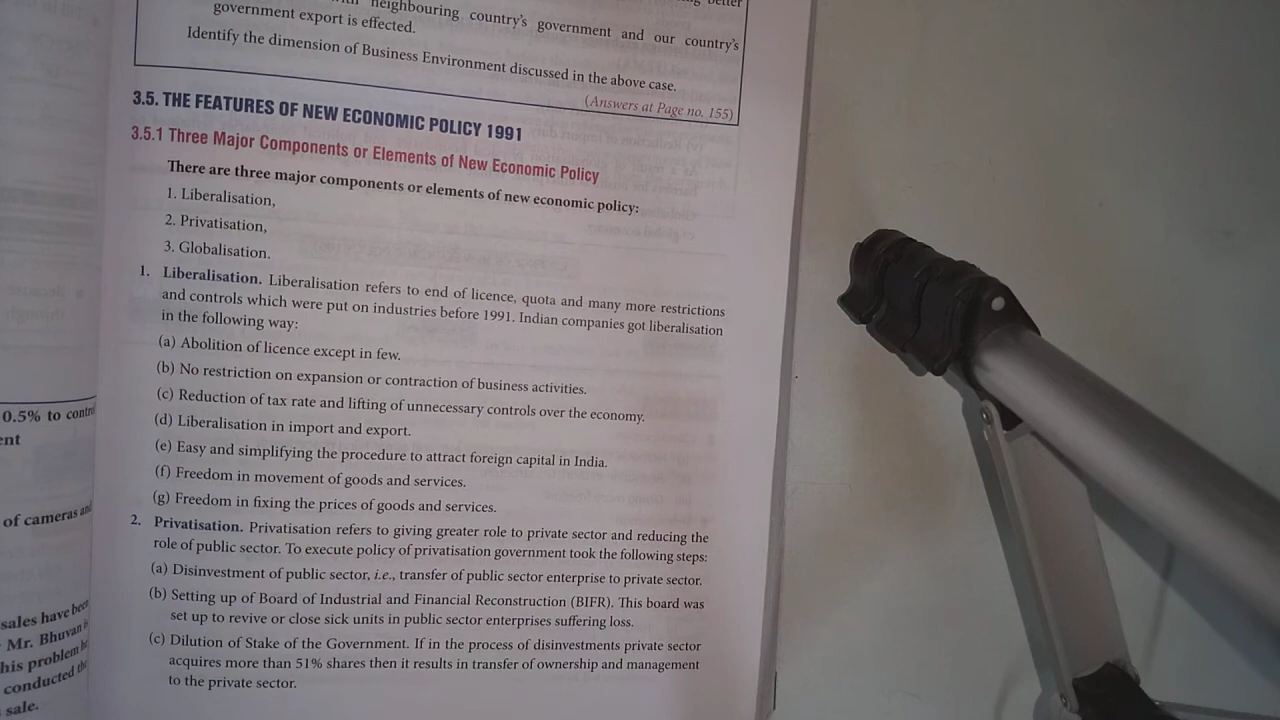 neighbouring country's government and our country's
government export is effected.
Identify the dimension of Business Environment discussed in the above case.
(Answers at Page no. 155)
3.5. THE FEATURES OF NEW ECONOMIC POLICY 1991
3.5.1 Three Major Components or Elements of New Economic Policy
There are three major components or elements of new economic policy:
1. Liberalisation,
2. Privatisation,
3. Globalisation.
1. Liberalisation. Liberalisation refers to end of licence, quota and many more restrictions
and controls which were put on industries before 1991. Indian companies got liberalisation
in the following way:
(a) Abolition of licence except in few.
(b) No restriction on expansion or contraction of business activities.
(c) Reduction of tax rate and lifting of unnecessary controls over the economy.
(d) Liberalisation in import and export.
(e) Easy and simplifying the procedure to attract foreign capital in India.
(f) Freedom in movement of goods and services.
(g) Freedom in fixing the prices of goods and services.
2. Privatisation. Privatisation refers to giving greater role to private sector and reducing the
role of public sector. To execute policy of privatisation government took the following steps:
(a) Disinvestment of public sector, i.e., transfer of public sector enterprise to private sector.
(b) Setting up of Board of Industrial and Financial Reconstruction (BIFR). This board was
set up to revive or close sick units in public sector enterprises suffering loss.
(c) Dilution of Stake of the Government. If in the process of disinvestments private sector
acquires more than 51% shares then it results in transfer of ownership and management
to the private sector.
0.5% to
of cameras
sales have
Mr. Bhuvan
his problem
conducted
sale.